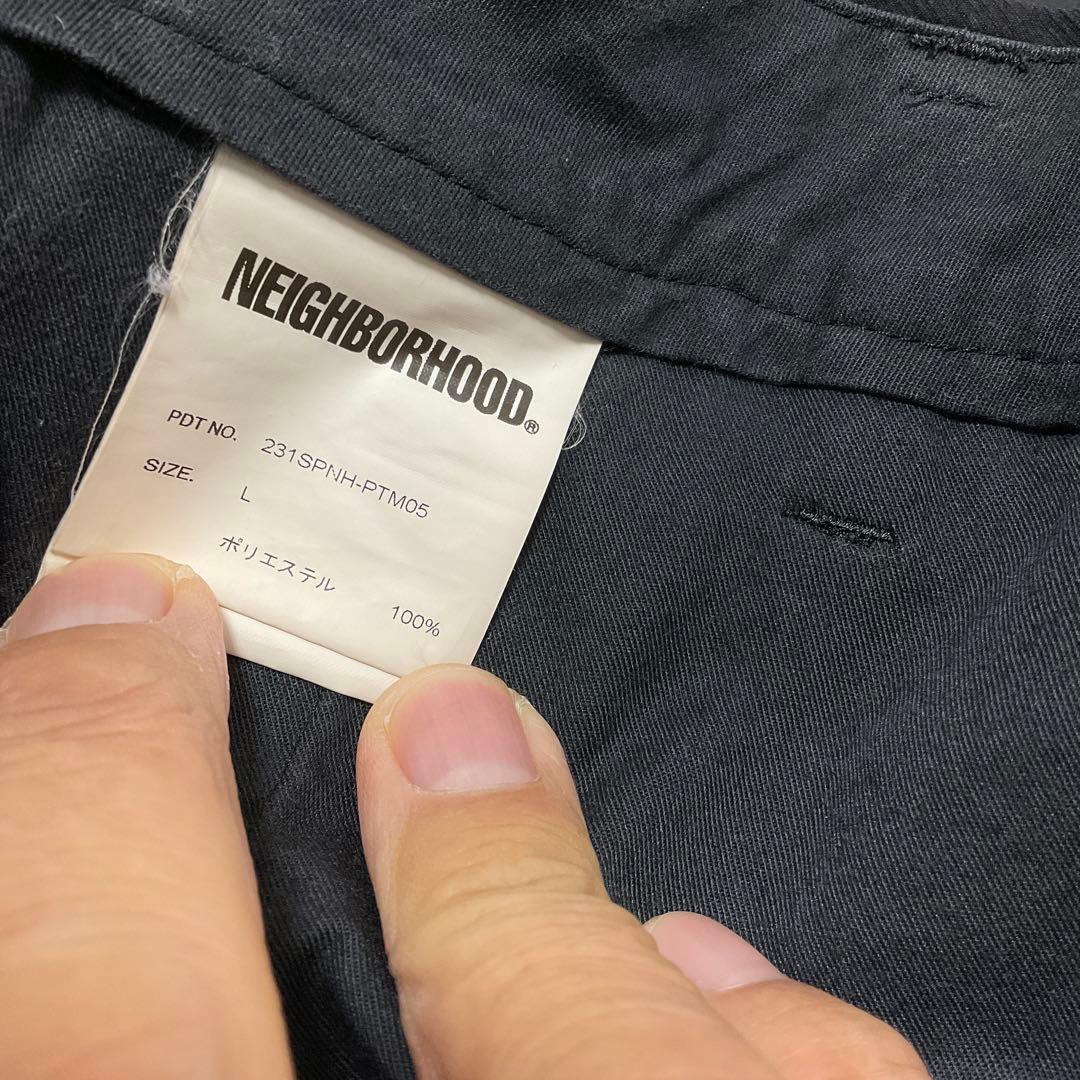 NEIGHBORHOOD®
PDT NO. 231SPNH-PTM05
SIZE. L
ポリエステル 100%